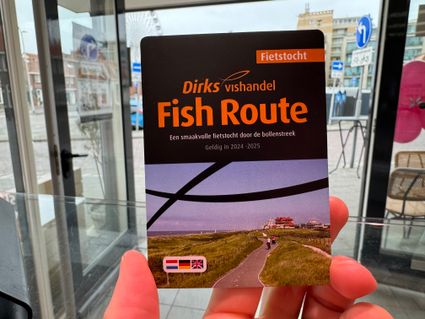 Fietstocht
Dirks vishandel
Fish Route
Een smaakvolle fietstocht door de bollenstreek
Geldig in 2024 - 2025